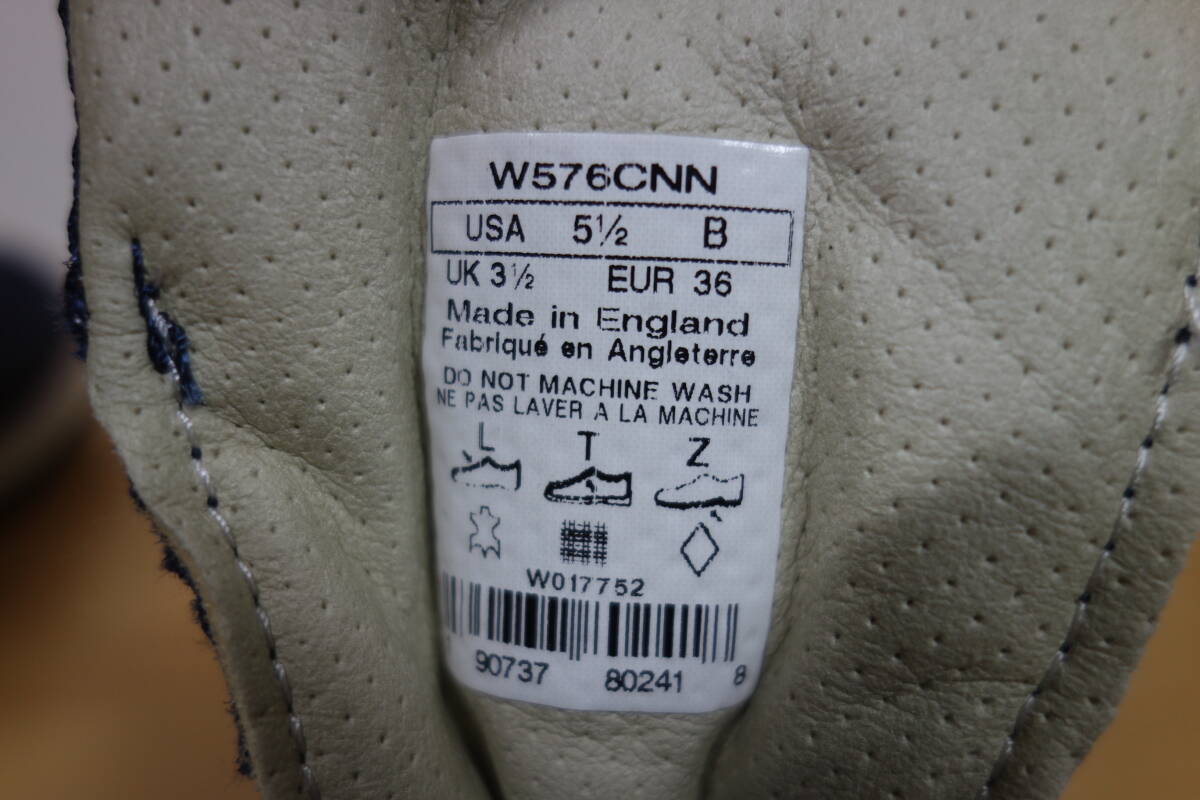 W576CNN
USA 5½ B
UK 3½ EUR 36
Made in England
Fabriqué en Angleterre
DO NOT MACHINE WASH
NE PAS LAVER A LA MACHINE
L T Z
W017752
90737 80241 8